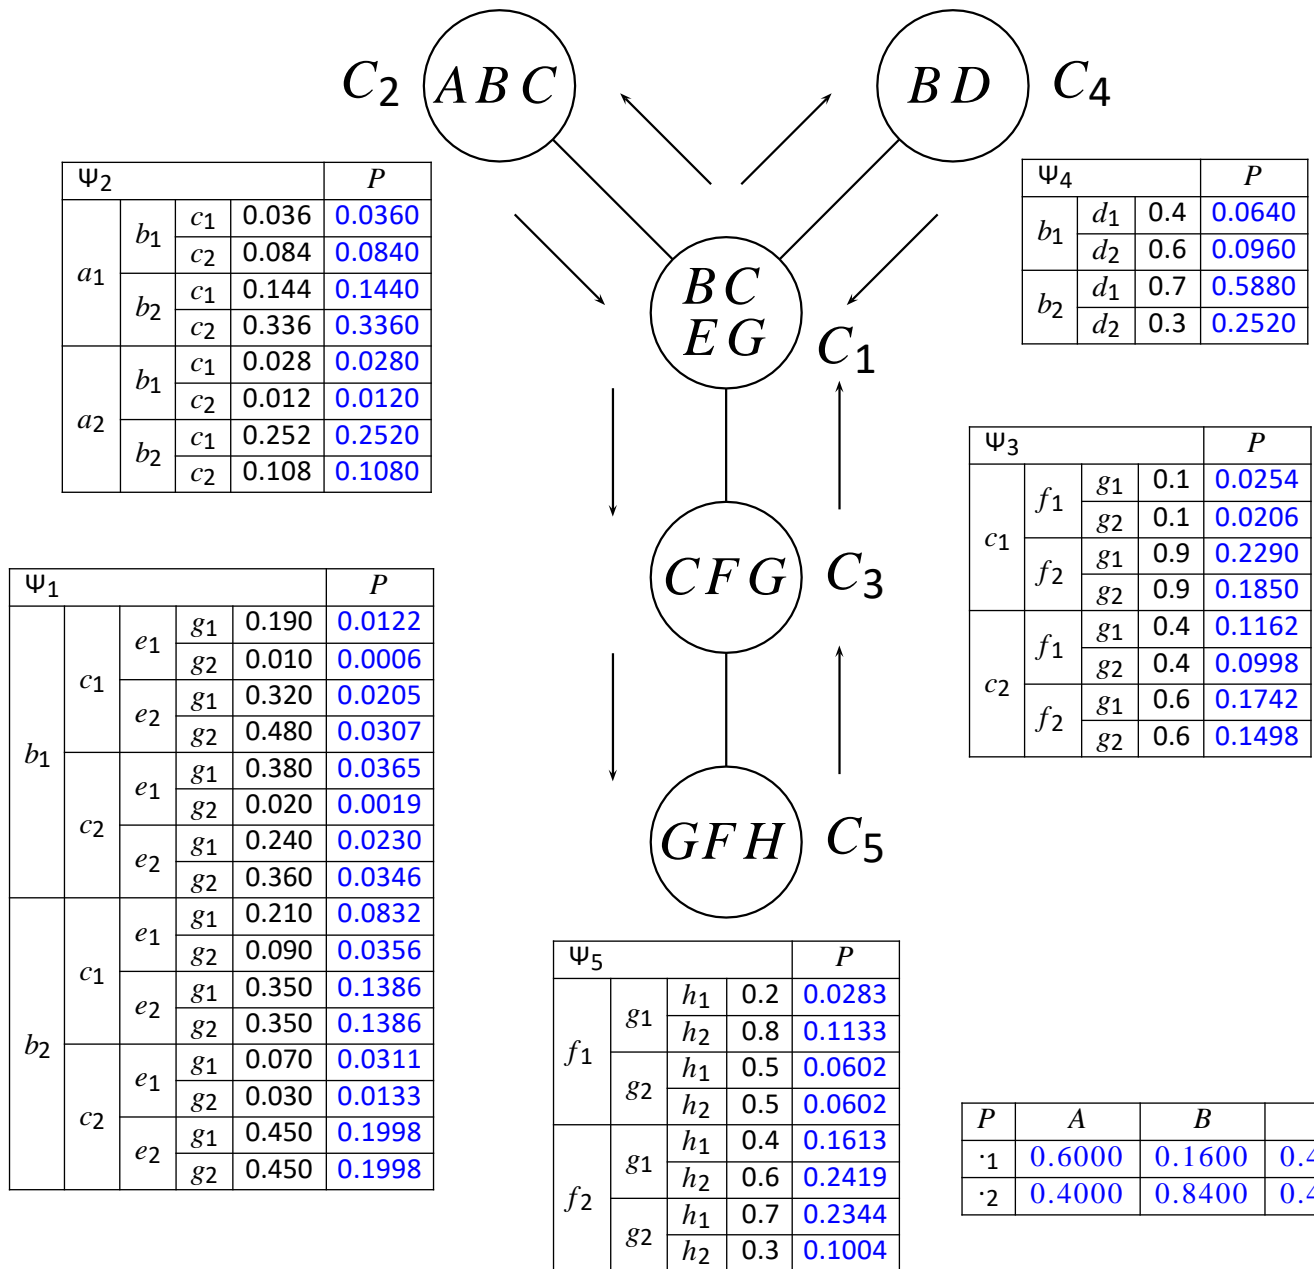 C2 A B C
B D C4
Ψ2 P
a1 b1 c1 0.036 0.0360
c2 0.084 0.0840
b2 c1 0.144 0.1440
c2 0.336 0.3360
a2 b1 c1 0.028 0.0280
c2 0.012 0.0120
b2 c1 0.252 0.2520
c2 0.108 0.1080
Ψ4 P
b1 d1 0.4 0.0640
d2 0.6 0.0960
b2 d1 0.7 0.5880
d2 0.3 0.2520
B C
E G
C1
Ψ3 P
c1 f1 g1 0.1 0.0254
g2 0.1 0.0206
f2 g1 0.9 0.2290
g2 0.9 0.1850
c2 f1 g1 0.4 0.1162
g2 0.4 0.0998
f2 g1 0.6 0.1742
g2 0.6 0.1498
C F G C3
Ψ1 P
b1 c1 e1 g1 0.190 0.0122
g2 0.010 0.0006
e2 g1 0.320 0.0205
g2 0.480 0.0307
c2 e1 g1 0.380 0.0365
g2 0.020 0.0019
e2 g1 0.240 0.0230
g2 0.360 0.0346
b2 c1 e1 g1 0.210 0.0832
g2 0.090 0.0356
e2 g1 0.350 0.1386
g2 0.350 0.1386
c2 e1 g1 0.070 0.0311
g2 0.030 0.0133
e2 g1 0.450 0.1998
g2 0.450 0.1998
G F H C5
Ψ5 P
f1 g1 h1 0.2 0.0283
h2 0.8 0.1133
g2 h1 0.5 0.0602
h2 0.5 0.0602
f2 g1 h1 0.4 0.1613
h2 0.6 0.2419
g2 h1 0.7 0.2344
h2 0.3 0.1004
P A B
·1 0.6000 0.1600
·2 0.4000 0.8400